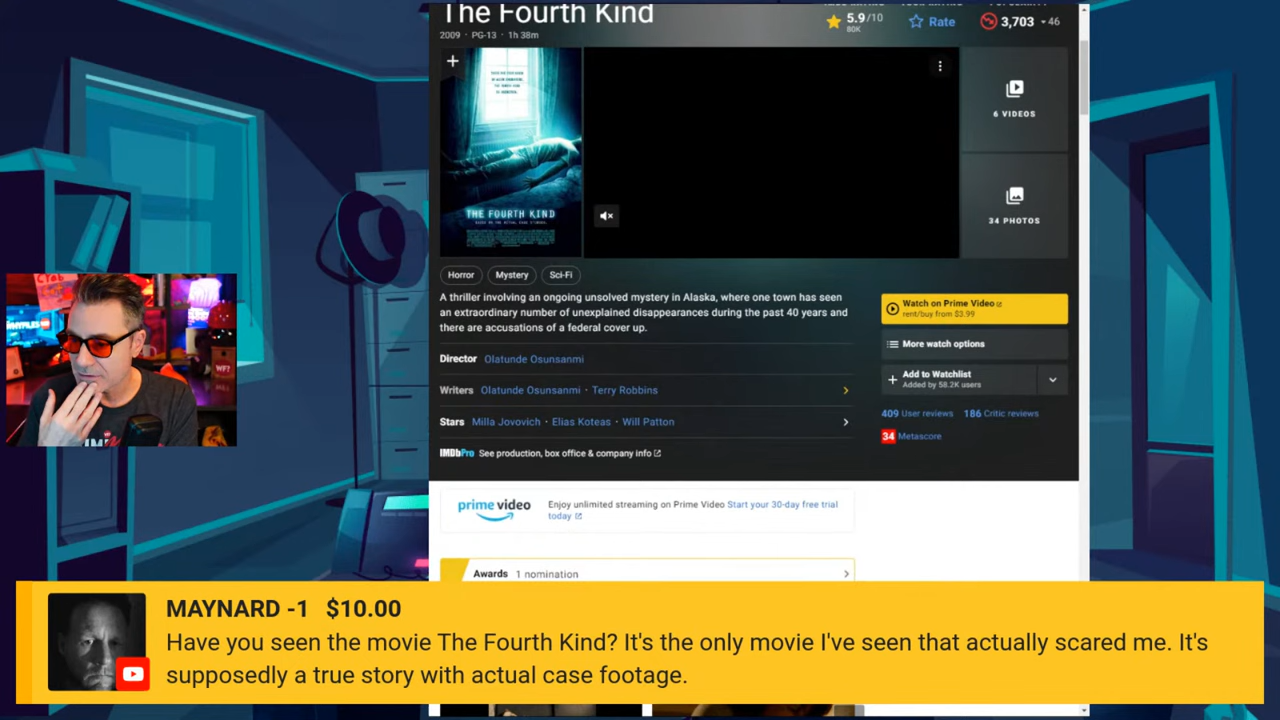 The Fourth Kind
2009 · PG-13 · 1h 38m
5.9/10
80K
Rate
3,703 46
6 VIDEOS
34 PHOTOS
THE FOURTH KIND
Horror Mystery Sci-Fi
A thriller involving an ongoing unsolved mystery in Alaska, where one town has seen
an extraordinary number of unexplained disappearances during the past 40 years and
there are accusations of a federal cover up.
Director Olatunde Osunsanmi
Writers Olatunde Osunsanmi · Terry Robbins
Stars Milla Jovovich · Elias Koteas · Will Patton
IMDbPro See production, box office & company info
Watch on Prime Video
rent/buy from $3.99
More watch options
Add to Watchlist
Added by 58.2K users
409 User reviews 186 Critic reviews
34 Metascore
prime video
Enjoy unlimited streaming on Prime Video Start your 30-day free trial
today
Awards 1 nomination
WF?
MAYNARD -1 $10.00
Have you seen the movie The Fourth Kind? It's the only movie I've seen that actually scared me. It's
supposedly a true story with actual case footage.